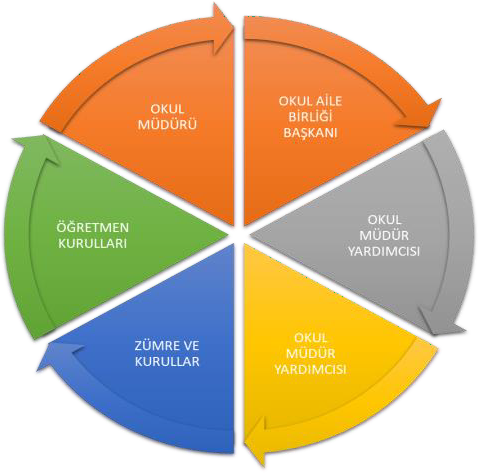 OKUL
MÜDÜRÜ
OKUL AİLE
BİRLİĞİ
BAŞKANI
OKUL
MÜDÜR
YARDIMCISI
OKUL
MÜDÜR
YARDIMCISI
ZÜMRE VE
KURULLAR
ÖĞRETMEN
KURULLARI